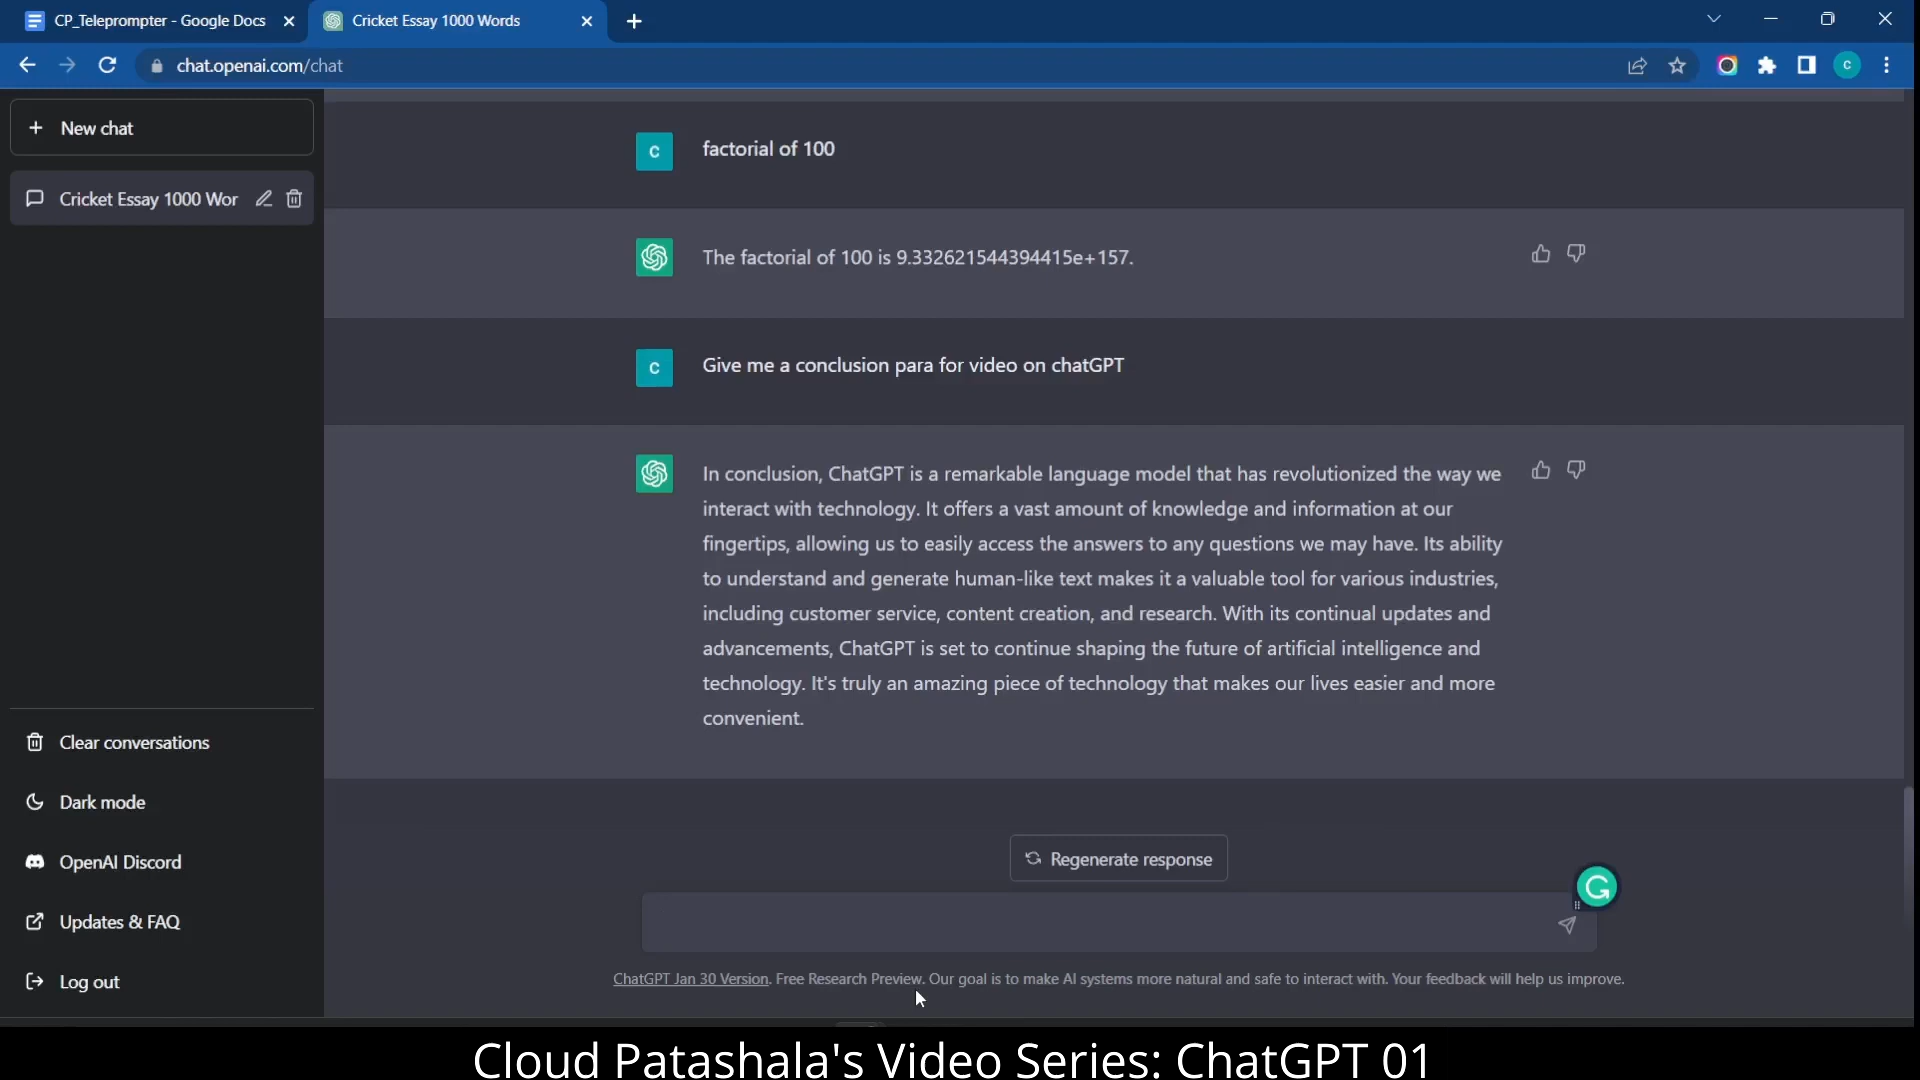 CP_Teleprompter - Google Docs
Cricket Essay 1000 Words
chat.openai.com/chat
C
New chat
Cricket Essay 1000 Wor
C
factorial of 100
The factorial of 100 is 9.332621544394415e+157.
C
Give me a conclusion para for video on chatGPT
In conclusion, ChatGPT is a remarkable language model that has revolutionized the way we
interact with technology. It offers a vast amount of knowledge and information at our
fingertips, allowing us to easily access the answers to any questions we may have. Its ability
to understand and generate human-like text makes it a valuable tool for various industries,
including customer service, content creation, and research. With its continual updates and
advancements, ChatGPT is set to continue shaping the future of artificial intelligence and
technology. It's truly an amazing piece of technology that makes our lives easier and more
convenient.
Clear conversations
Dark mode
OpenAI Discord
Updates & FAQ
Log out
Regenerate response
ChatGPT Jan 30 Version. Free Research Preview. Our goal is to make AI systems more natural and safe to interact with. Your feedback will help us improve.
Cloud Patashala's Video Series: ChatGPT 01